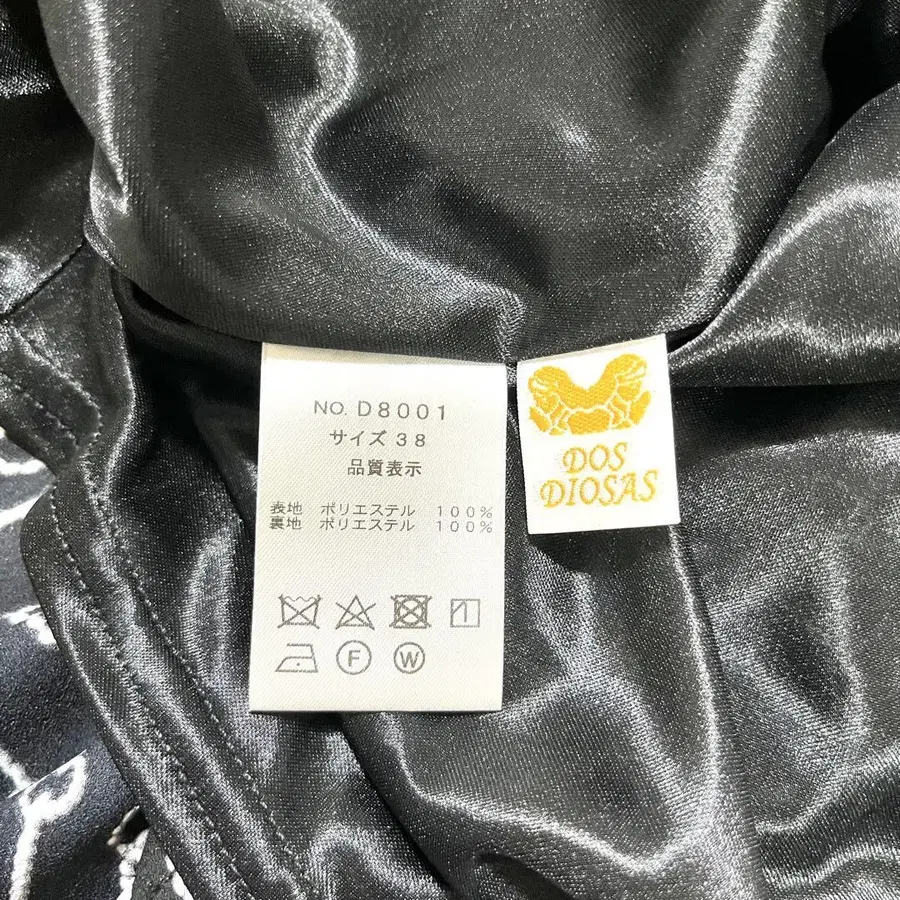 NO. D8001
サイズ 38
品質表示
表地 ポリエステル 100%
裏地 ポリエステル 100%
F W
DOS
DIOSAS